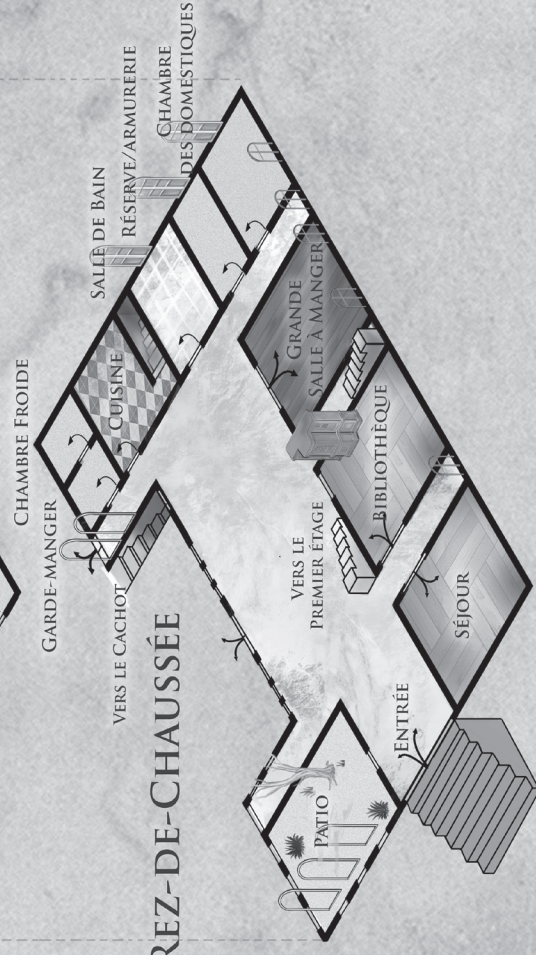 REZ-DE-CHAUSSÉE
CHAMBRE FROIDE
GARDE-MANGER
VERS LE CACHOT
CUISINE
SALLE DE BAIN
RÉSERVE/ARMURERIE
CHAMBRE
DES DOMESTIQUES
GRANDE
SALLE À MANGER
BIBLIOTHÈQUE
VERS LE
PREMIER ÉTAGE
SÉJOUR
ENTRÉE
PATIO